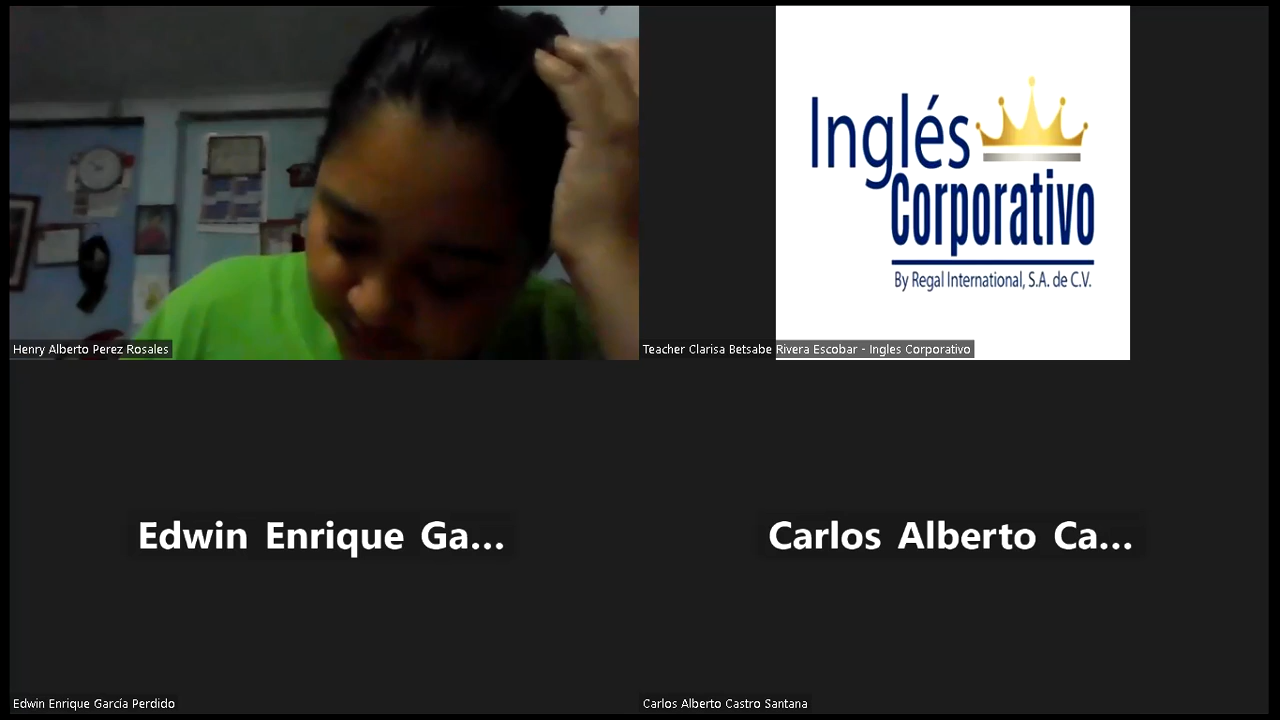 Inglés
Corporativo
By Regal International, S.A. de C.V.
Henry Alberto Perez Rosales
Teacher Clarisa Betsabe Rivera Escobar - Ingles Corporativo
Edwin Enrique Ga...
Carlos Alberto Ca...
Edwin Enrique García Perdido
Carlos Alberto Castro Santana